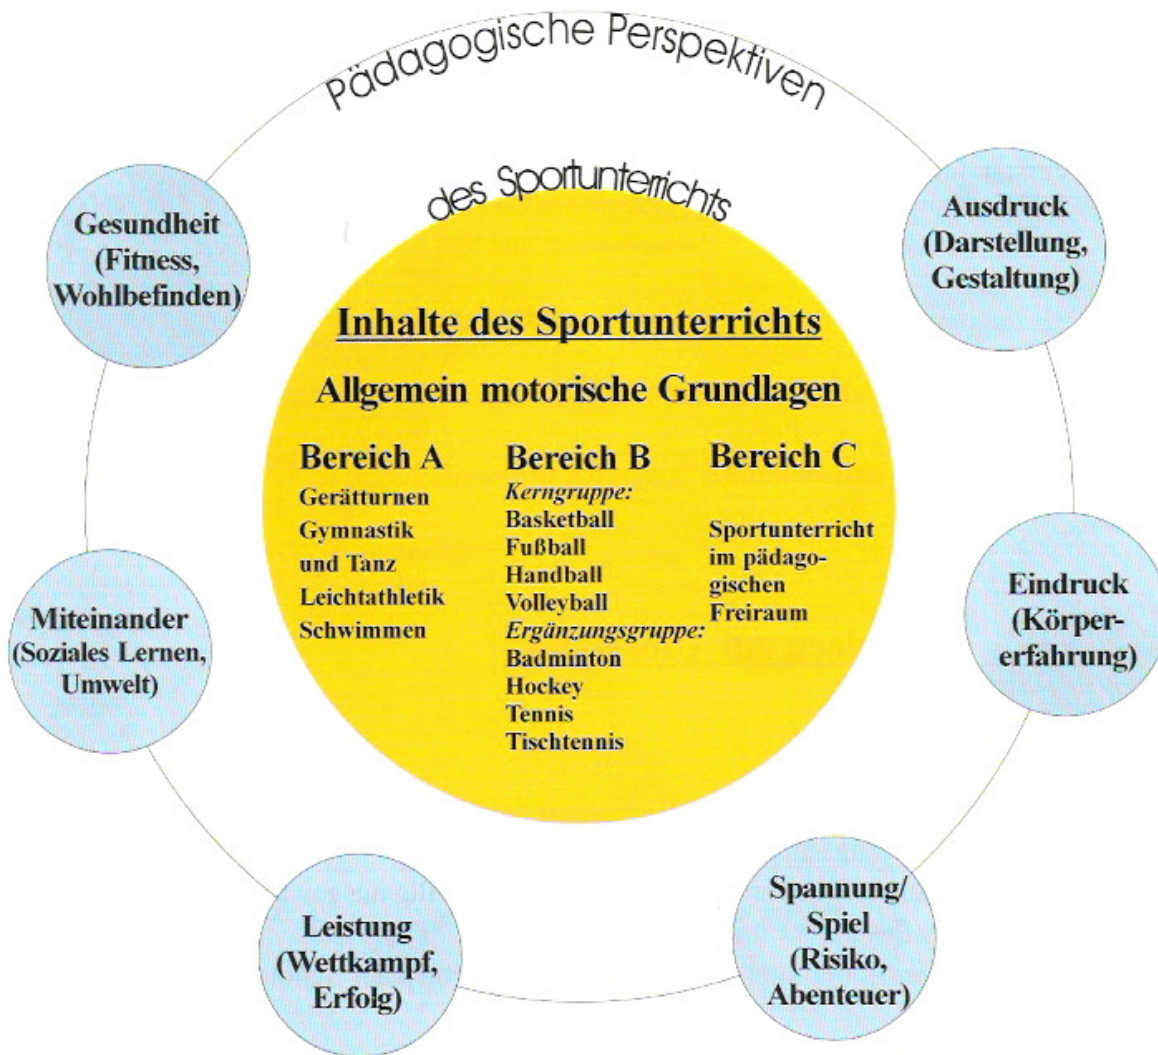 Pädagogische Perspektiven
des Sportunterrichts
Gesundheit
(Fitness,
Wohlbefinden)
Ausdruck
(Darstellung,
Gestaltung)
Inhalte des Sportunterrichts
Allgemein motorische Grundlagen
Bereich A
Gerätturnen
Gymnastik
und Tanz
Leichtathletik
Schwimmen
Bereich B
Kerngruppe:
Basketball
Fußball
Handball
Volleyball
Ergänzungsgruppe:
Badminton
Hockey
Tennis
Tischtennis
Bereich C
Sportunterricht
im pädago-
gischen
Freiraum
Miteinander
(Soziales Lernen,
Umwelt)
Eindruck
(Körper-
erfahrung)
Leistung
(Wettkampf,
Erfolg)
Spannung/
Spiel
(Risiko,
Abenteuer)